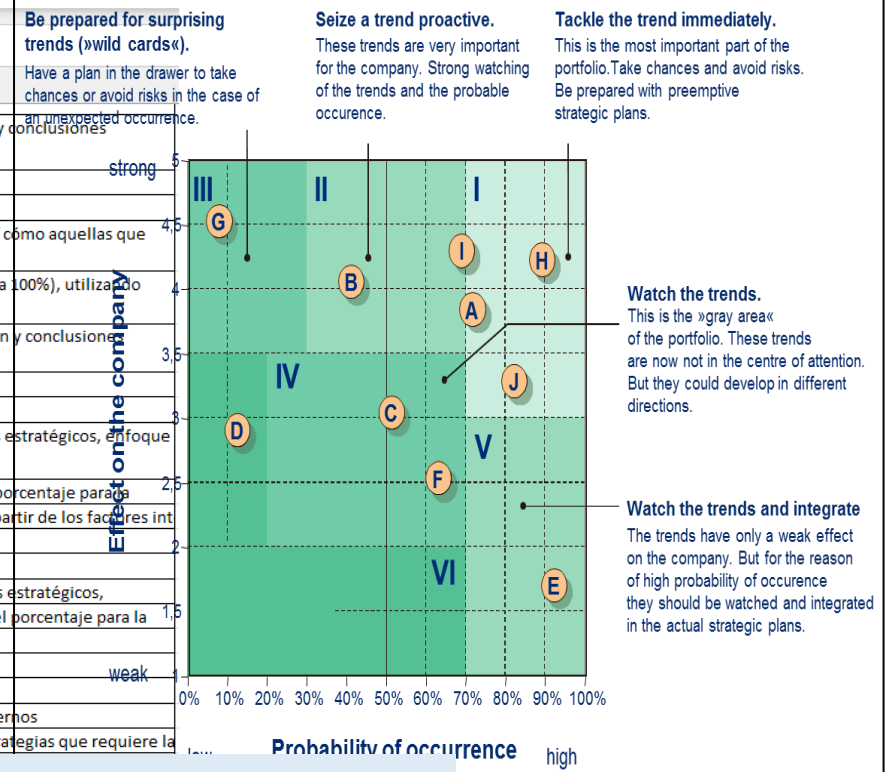 Be prepared for surprising
trends (»wild cards«).
Have a plan in the drawer to take
chances or avoid risks in the case of
an unexpected occurrence.
Seize a trend proactive.
These trends are very important
for the company. Strong watching
of the trends and the probable
occurence.
Tackle the trend immediately.
This is the most important part of the
portfolio.Take chances and avoid risks.
Be prepared with preemptive
strategic plans.
y conclusiones
cómo aquellas que
a 100%), utilizando
n y conclusiones
s estratégicos, enfoque
porcentaje para la
partir de los factores int
s estratégicos,
el porcentaje para la
ernos
rategias que requiere la
Effect on the company
strong
weak
5
4,5
4
3,5
3
2,5
2
1,5
1
III
II
I
G
I
H
B
A
IV
J
C
D
V
F
VI
E
Watch the trends.
This is the »gray area«
of the portfolio. These trends
are now not in the centre of attention.
But they could develop in different
directions.
Watch the trends and integrate
The trends have only a weak effect
on the company. But for the reason
of high probability of occurence
they should be watched and integrated
in the actual strategic plans.
0% 10% 20% 30% 40% 50% 60% 70% 80% 90% 100%
low Probability of occurrence high